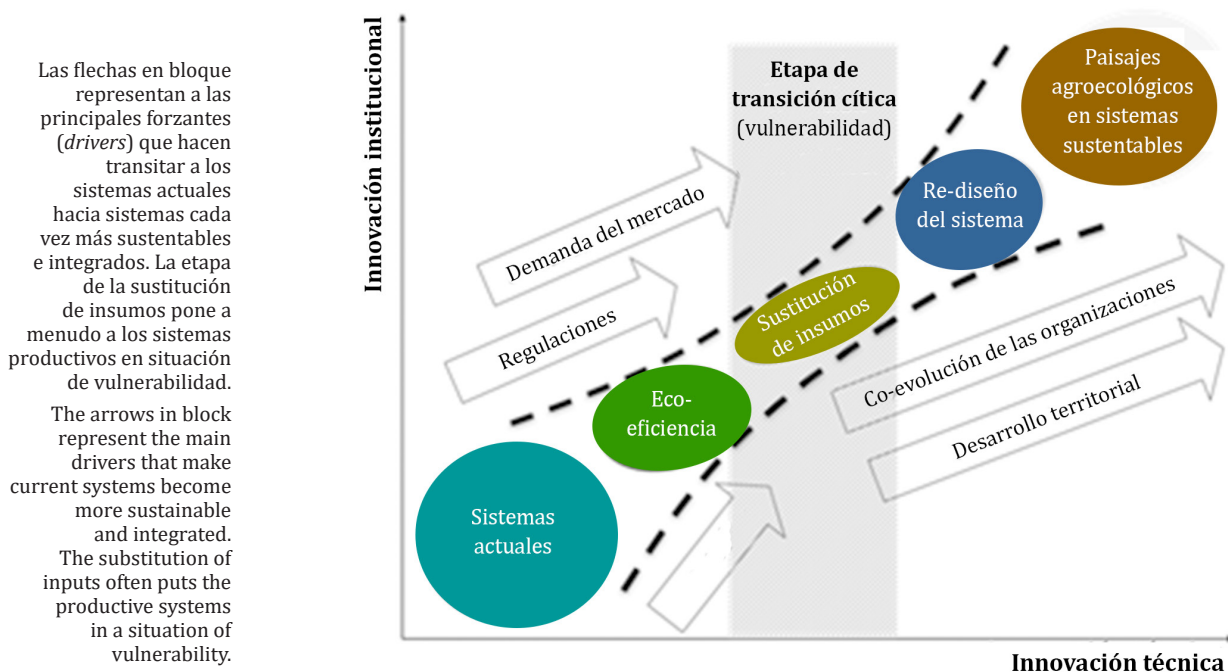 Las flechas en bloque
representan a las
principales forzantes
(drivers) que hacen
transitar a los
sistemas actuales
hacia sistemas cada
vez más sustentables
e integrados. La etapa
de la sustitución
de insumos pone a
menudo a los sistemas
productivos en situación
de vulnerabilidad.
The arrows in block
represent the main
drivers that make
current systems become
more sustainable
and integrated.
The substitution of
inputs often puts the
productive systems
in a situation of
vulnerability.
Innovación institucional
Etapa de
transición cítica
(vulnerabilidad)
Paisajes
agroecológicos
en sistemas
sustentables
Re-diseño
del sistema
Demanda del mercado
Regulaciones
Sustitución
de insumos
Eco-
eficiencia
Co-evolución de las organizaciones
Desarrollo territorial
Sistemas
actuales
Innovación técnica